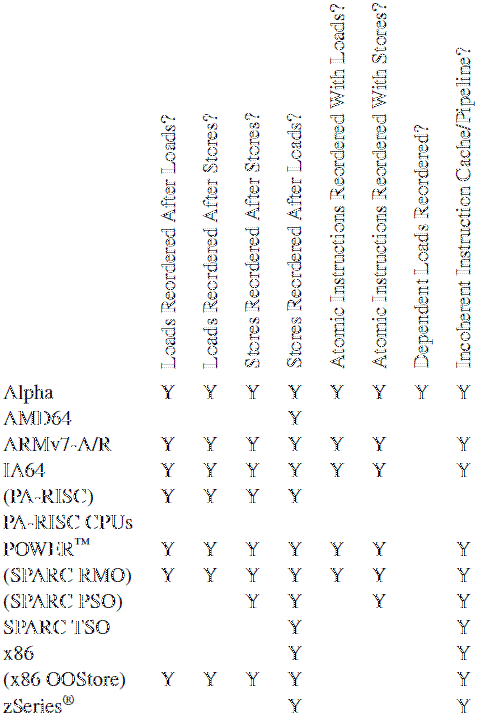 Loads Reordered After Loads?
Loads Reordered After Stores?
Stores Reordered After Stores?
Stores Reordered After Loads?
Atomic Instructions Reordered With Loads?
Atomic Instructions Reordered With Stores?
Dependent Loads Reordered?
Incoherent Instruction Cache/Pipeline?
Alpha Y Y Y Y Y Y Y Y
AMD64 Y
ARMv7-A/R Y Y Y Y Y Y Y
IA64 Y Y Y Y Y Y Y
(PA-RISC) Y Y Y Y
PA-RISC CPUs
POWER™ Y Y Y Y Y Y Y
(SPARC RMO) Y Y Y Y Y Y Y
(SPARC PSO) Y Y Y Y
SPARC TSO Y Y
x86 Y Y
(x86 OOStore) Y Y Y Y Y
zSeries® Y Y